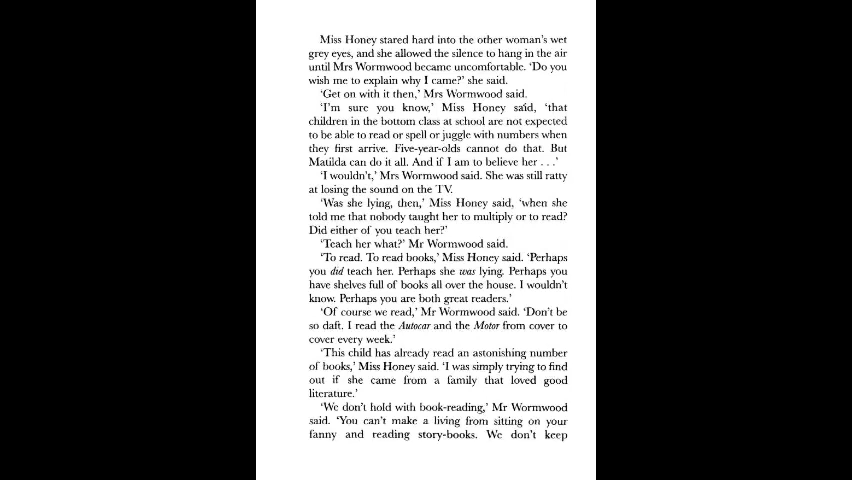 Miss Honey stared hard into the other woman's wet
grey eyes, and she allowed the silence to hang in the air
until Mrs Wormwood became uncomfortable. 'Do you
wish me to explain why I came?' she said.
'Get on with it then,' Mrs Wormwood said.
'I'm sure you know,' Miss Honey said, 'that
children in the bottom class at school are not expected
to be able to read or spell or juggle with numbers when
they first arrive. Five-year-olds cannot do that. But
Matilda can do it all. And if I am to believe her . . .'
'I wouldn't,' Mrs Wormwood said. She was still ratty
at losing the sound on the TV.
'Was she lying, then,' Miss Honey said, 'when she
told me that nobody taught her to multiply or to read?
Did either of you teach her?'
'Teach her what?' Mr Wormwood said.
'To read. To read books,' Miss Honey said. 'Perhaps
you did teach her. Perhaps she was lying. Perhaps you
have shelves full of books all over the house. I wouldn't
know. Perhaps you are both great readers.'
'Of course we read,' Mr Wormwood said. 'Don't be
so daft. I read the Autocar and the Motor from cover to
cover every week.'
'This child has already read an astonishing number
of books,' Miss Honey said. 'I was simply trying to find
out if she came from a family that loved good
literature.'
'We don't hold with book-reading,' Mr Wormwood
said. 'You can't make a living from sitting on your
fanny and reading story-books. We don't keep